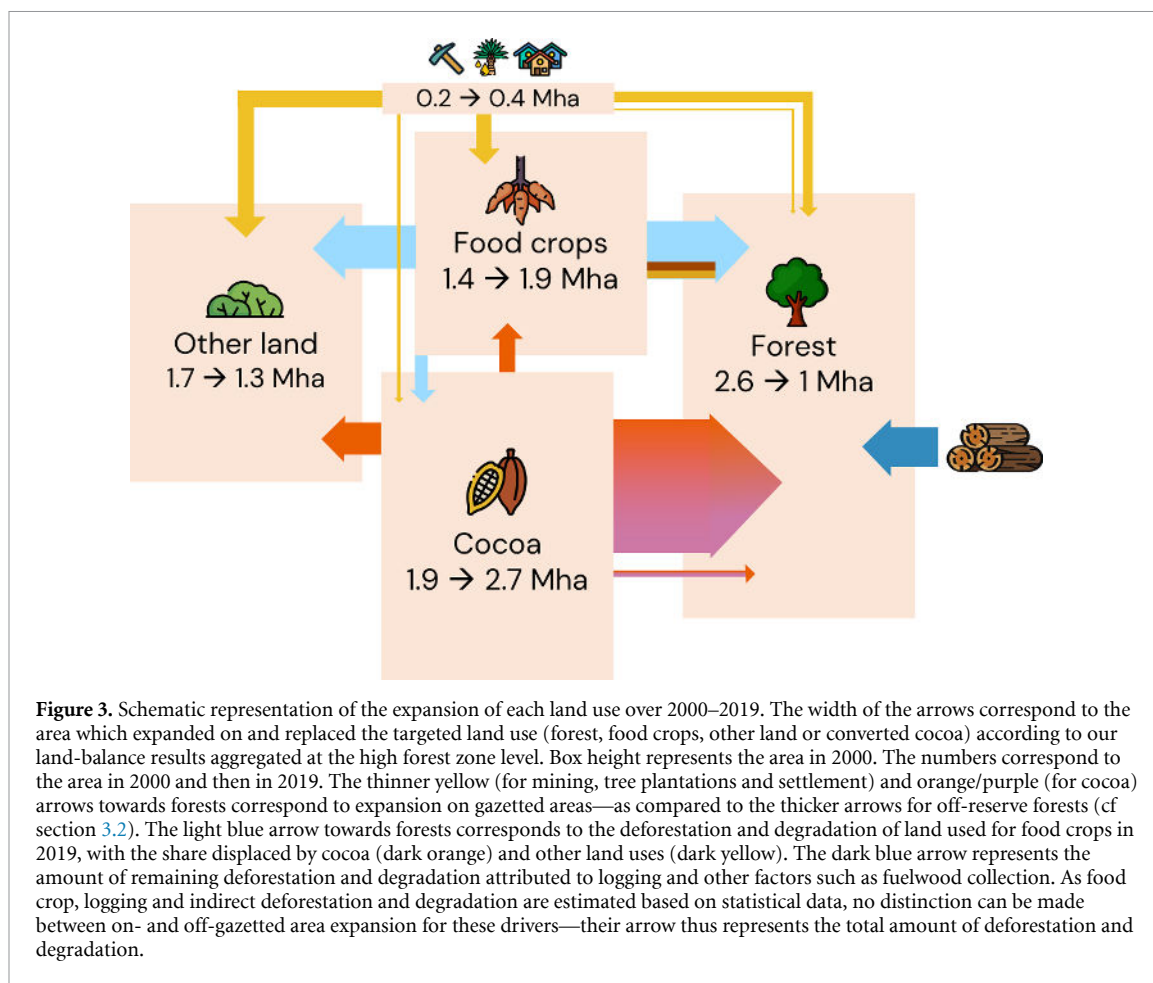 0.2 → 0.4 Mha
Food crops
1.4 → 1.9 Mha
Other land
1.7 → 1.3 Mha
Forest
2.6 → 1 Mha
Cocoa
1.9 → 2.7 Mha
Figure 3. Schematic representation of the expansion of each land use over 2000–2019. The width of the arrows correspond to the
area which expanded on and replaced the targeted land use (forest, food crops, other land or converted cocoa) according to our
land-balance results aggregated at the high forest zone level. Box height represents the area in 2000. The numbers correspond to
the area in 2000 and then in 2019. The thinner yellow (for mining, tree plantations and settlement) and orange/purple (for cocoa)
arrows towards forests correspond to expansion on gazetted areas—as compared to the thicker arrows for off-reserve forests (cf
section 3.2). The light blue arrow towards forests corresponds to the deforestation and degradation of land used for food crops in
2019, with the share displaced by cocoa (dark orange) and other land uses (dark yellow). The dark blue arrow represents the
amount of remaining deforestation and degradation attributed to logging and other factors such as fuelwood collection. As food
crop, logging and indirect deforestation and degradation are estimated based on statistical data, no distinction can be made
between on- and off-gazetted area expansion for these drivers—their arrow thus represents the total amount of deforestation and
degradation.